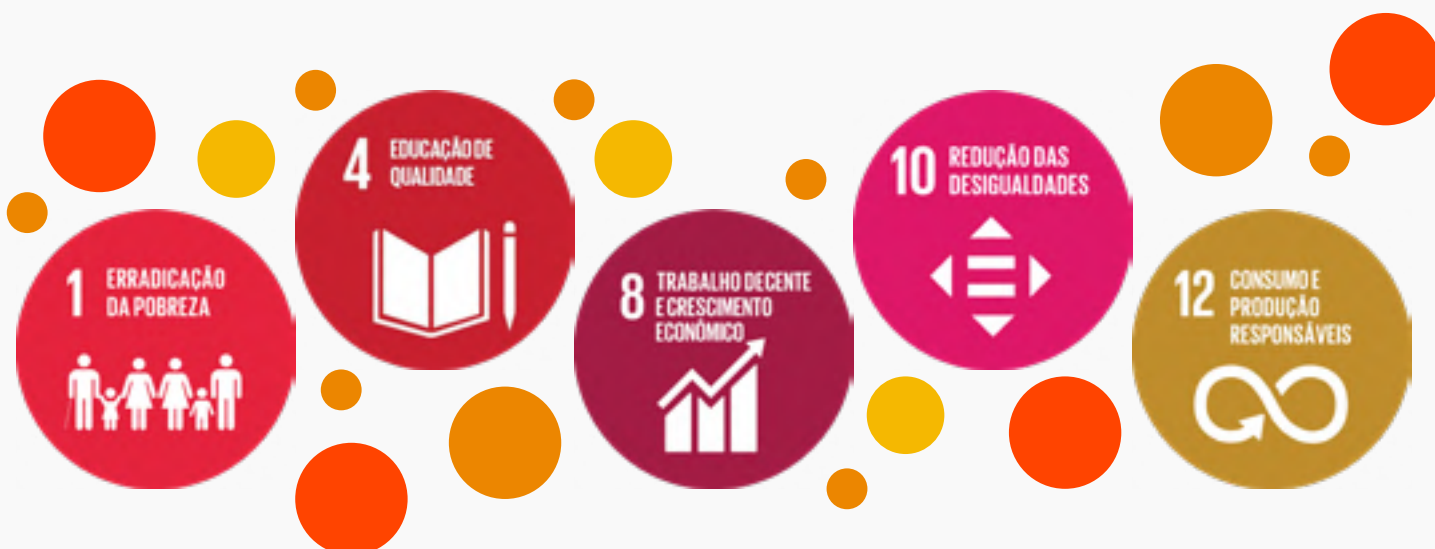 1 ERRADICAÇÃO
DA POBREZA
4 EDUCAÇÃO DE
QUALIDADE
8 TRABALHO DECENTE
E CRESCIMENTO
ECONÔMICO
10 REDUÇÃO DAS
DESIGUALDADES
12 CONSUMO E
PRODUÇÃO
RESPONSÁVEIS